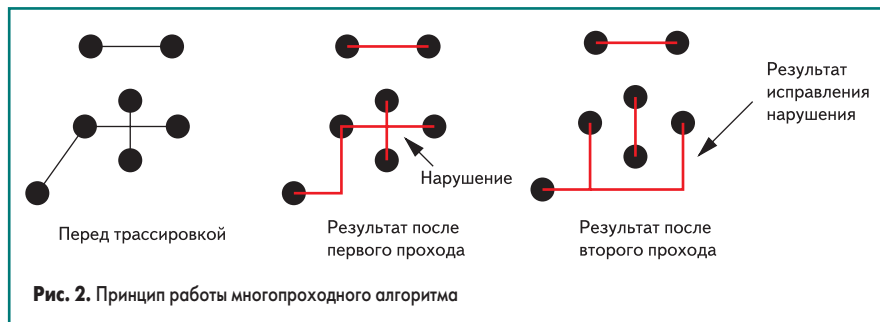 Результат
исправления
нарушения
Нарушение
Перед трассировкой
Результат после
первого прохода
Результат после
второго прохода
Рис. 2. Принцип работы многопроходного алгоритма